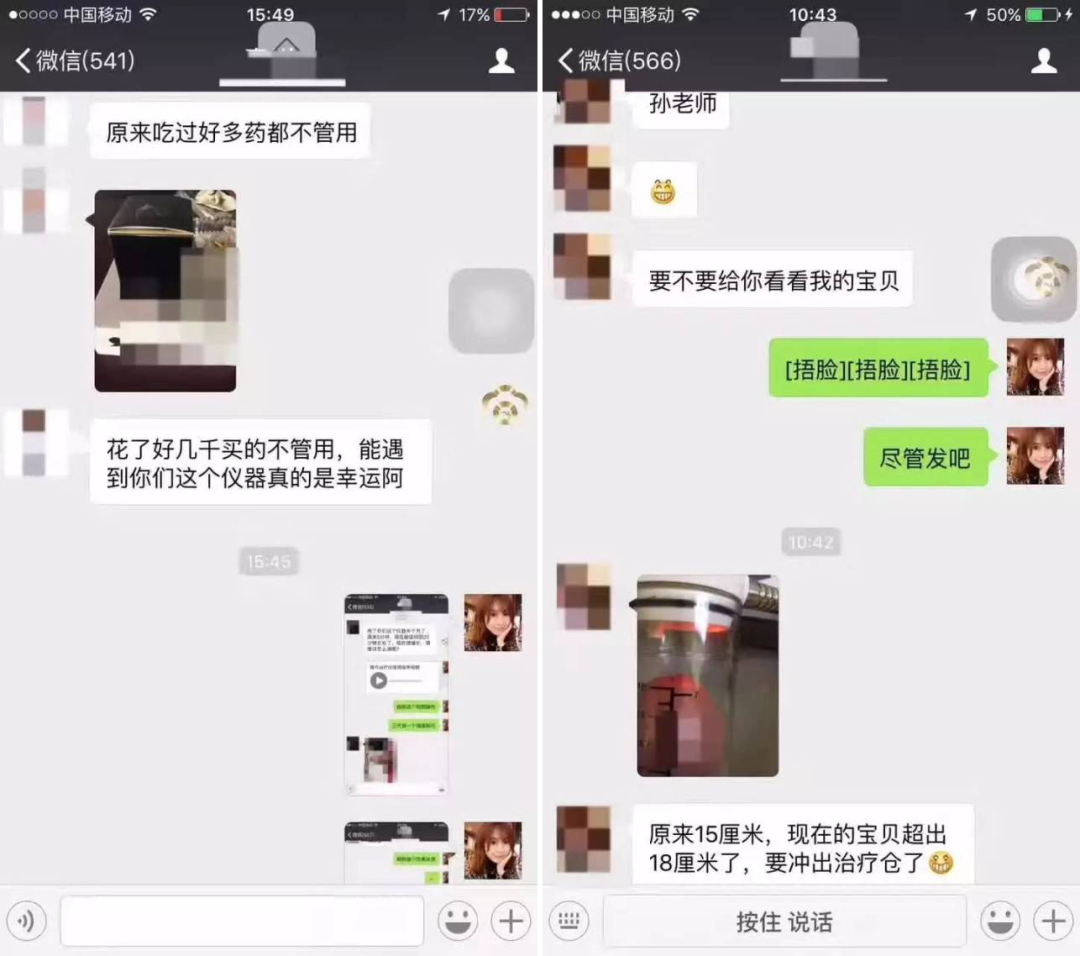 中国移动
15:49
17%
微信(541)
原来吃过好多药都不管用
花了好几千买的不管用，能遇
到你们这个仪器真的是幸运阿
15:45
中国移动
10:43
50%
微信(566)
孙老师
要不要给你看看我的宝贝
[捂脸][捂脸][捂脸]
尽管发吧
10:42
原来15厘米，现在的宝贝超出
18厘米了，要冲出治疗仓了
按住 说话